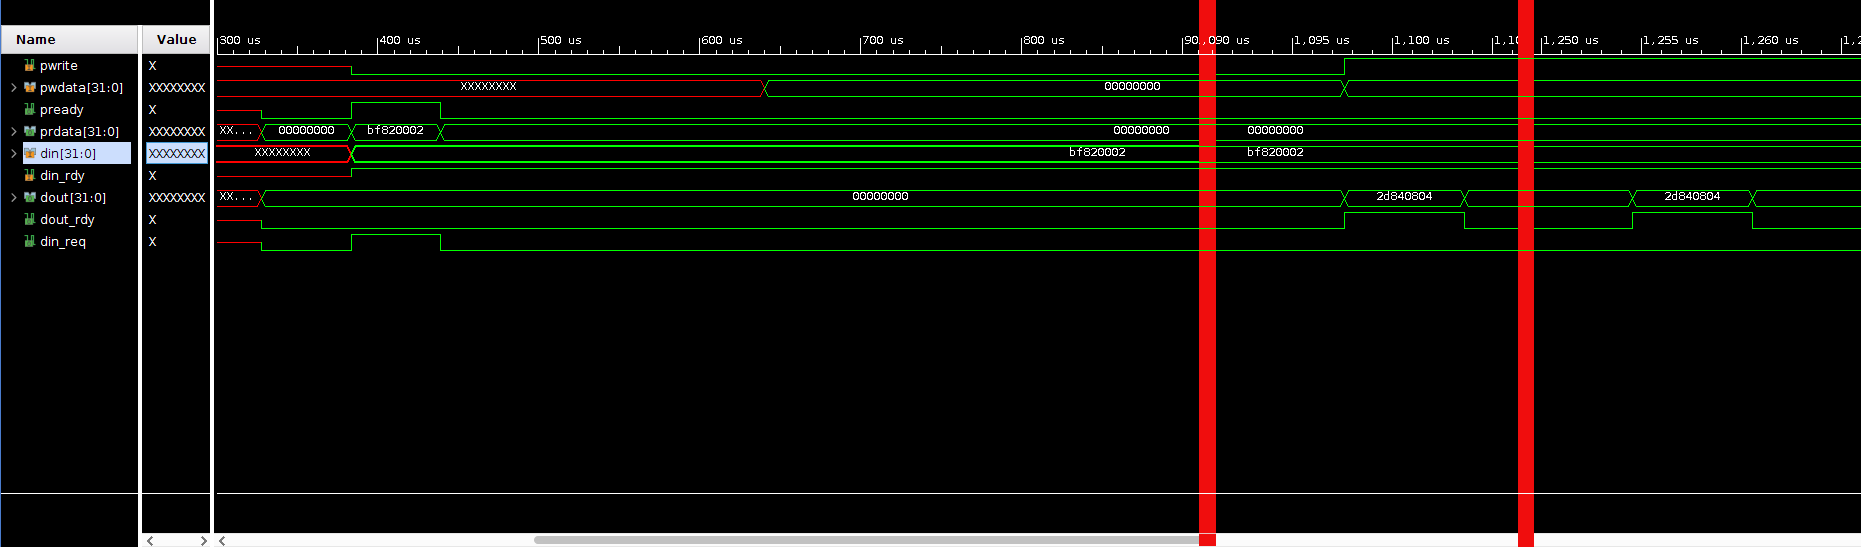 Name Value 300 us 400 us 500 us 600 us 700 us 800 us 90 ,090 us 1,095 us 1,100 us 1,10 1,250 us 1,255 us 1,260 us 1,2
pwrite X
pwdata[31:0] XXXXXXXX XXXXXXXX 00000000
pready X
prdata[31:0] XXXXXXXX XX... 00000000 bf820002 00000000 00000000
din[31:0] XXXXXXXX XXXXXXXX bf820002 bf820002
din_rdy X
dout[31:0] XXXXXXXX XX... 00000000 2d840804 2d840804
dout_rdy X
din_req X